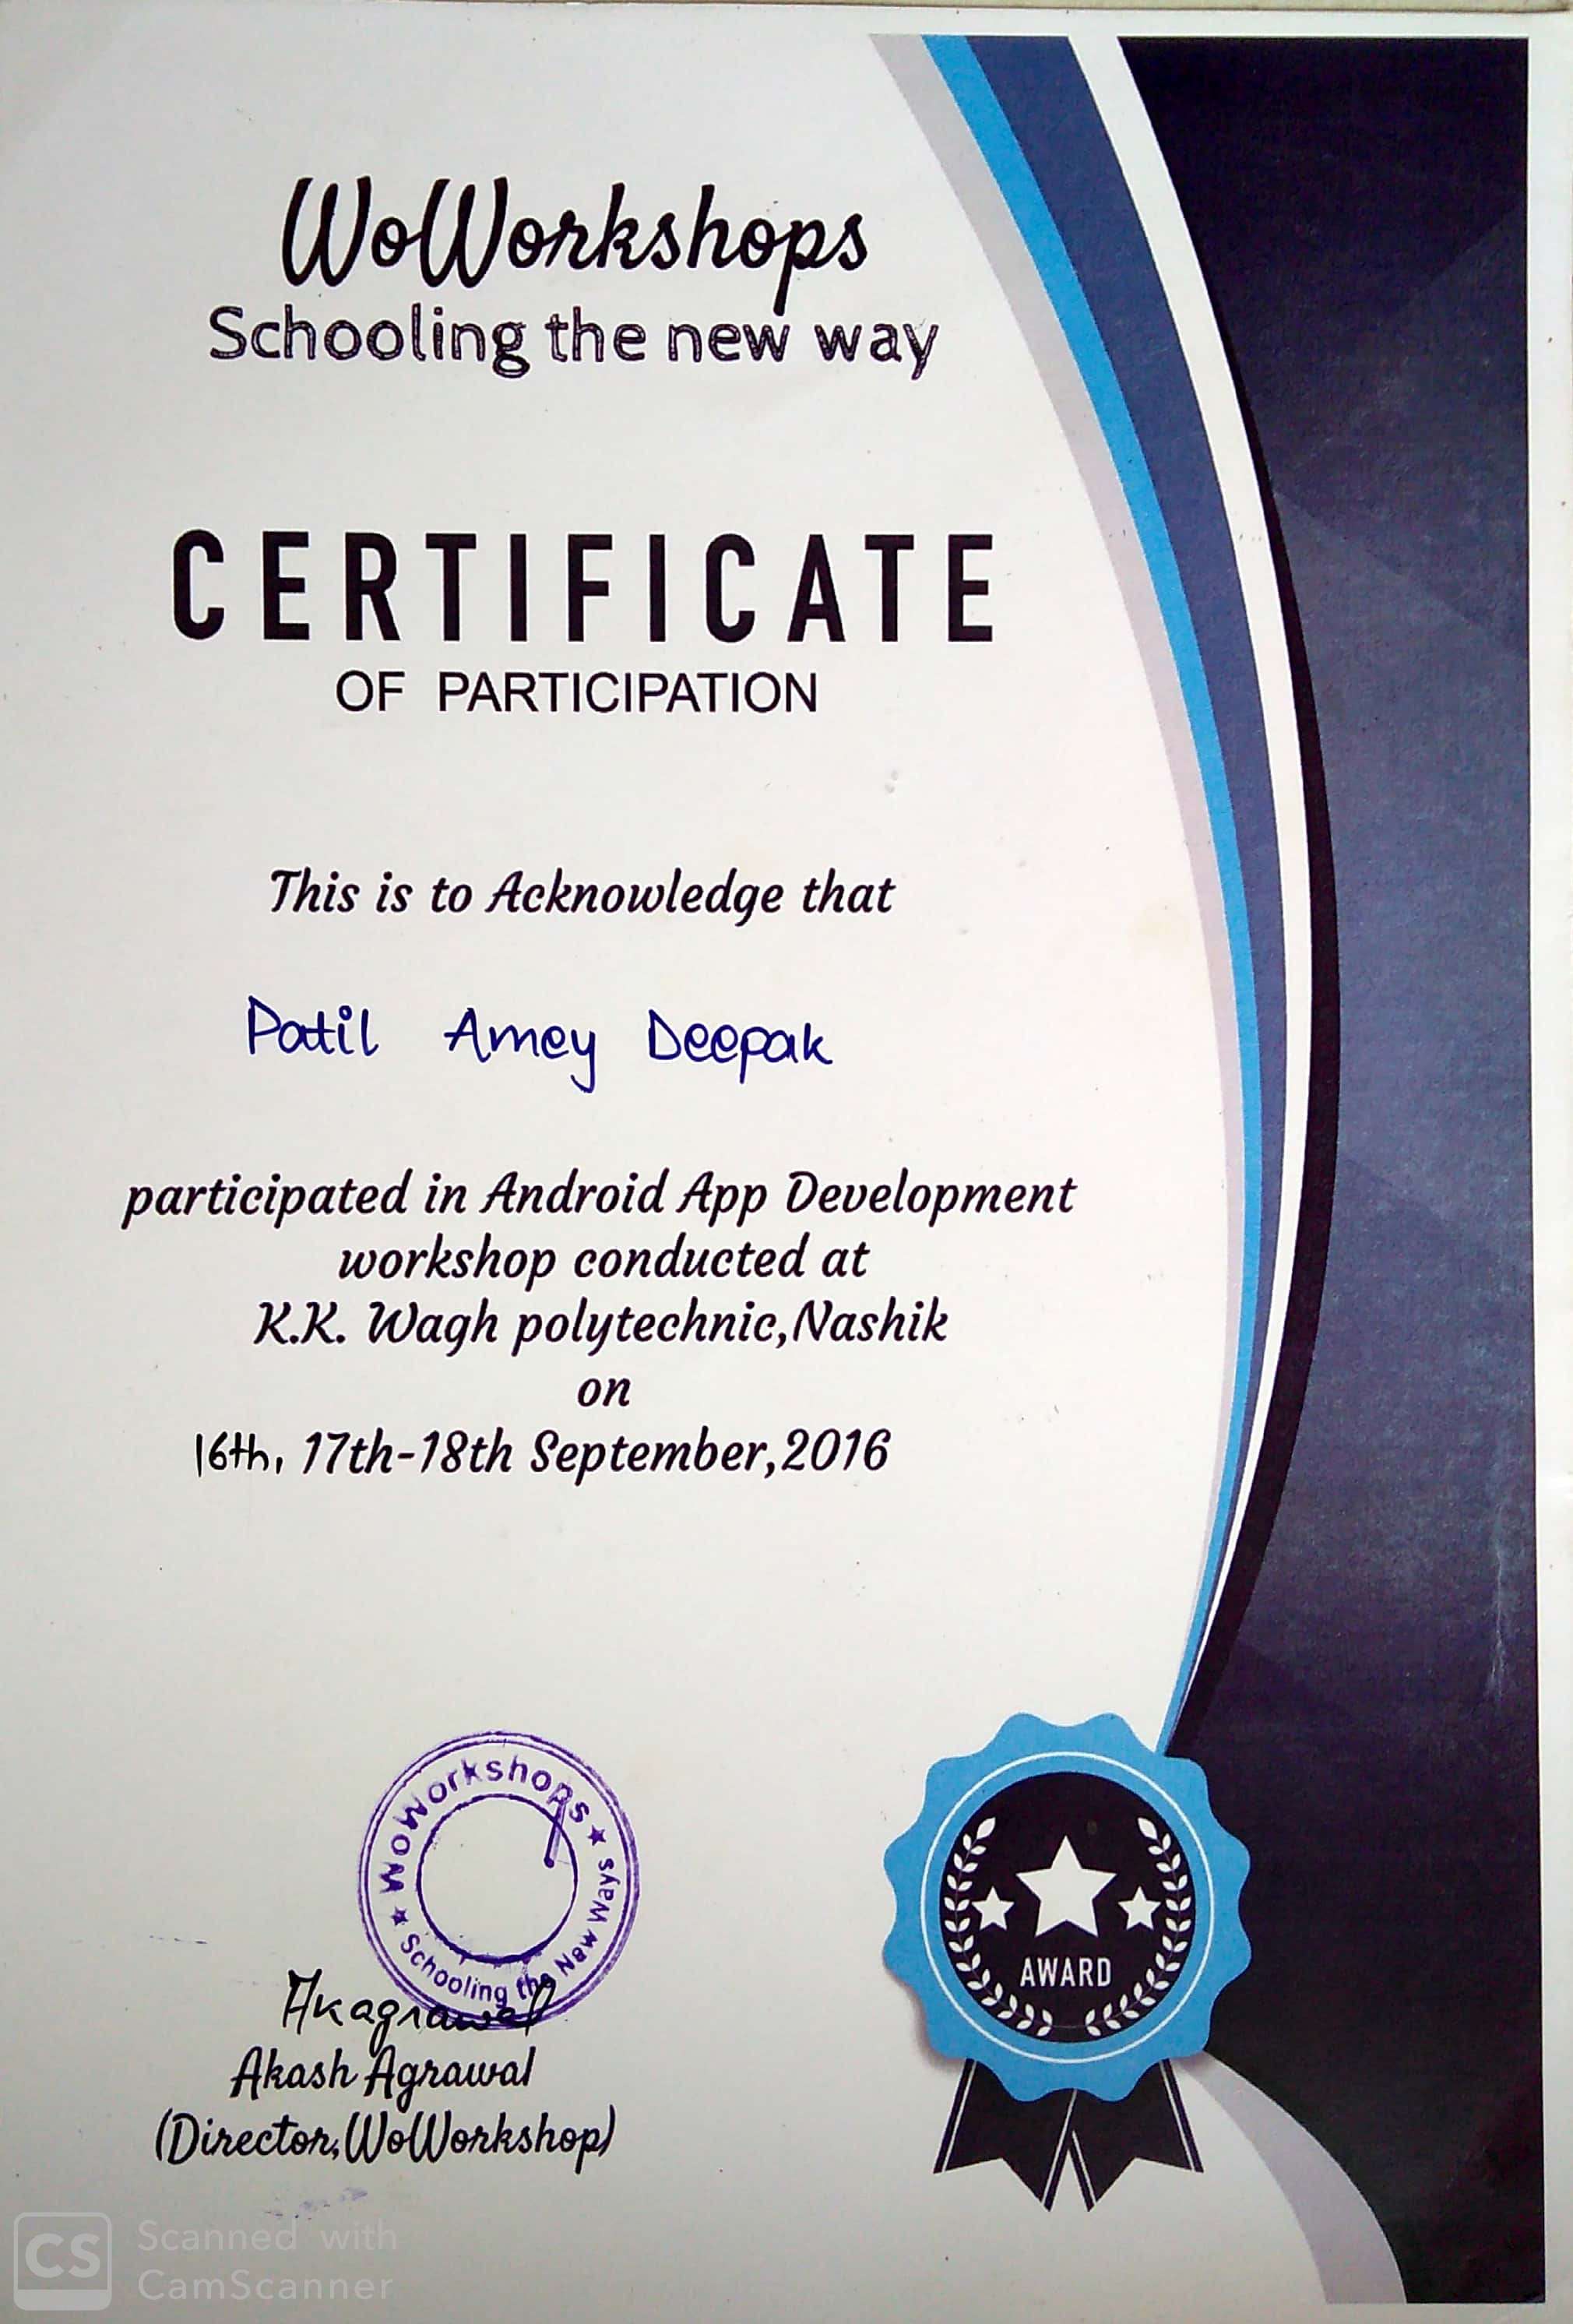 WoWorkshops
Schooling the new way
CERTIFICATE
OF PARTICIPATION
This is to Acknowledge that
Patil Amey Deepak
participated in Android App Development
workshop conducted at
K.K. Wagh polytechnic,Nashik
on
16th, 17th-18th September,2016
WoWorkshops
Schooling the New Ways
AWARD
Akagrawal
Akash Agrawal
(Director,WoWorkshop)
CS
Scanned with
CamScanner